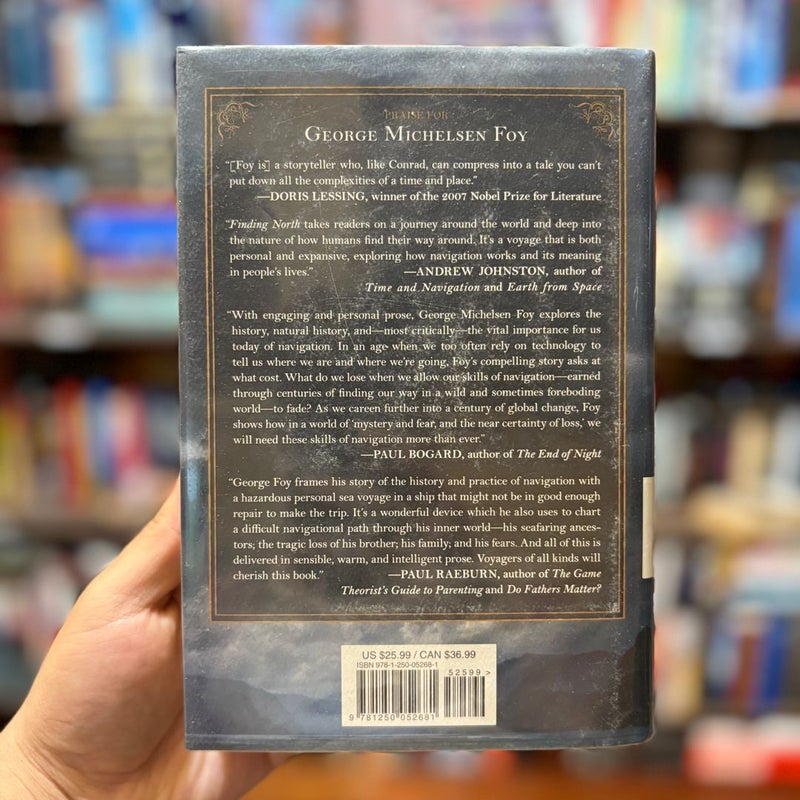 PRAISE FOR
GEORGE MICHELSEN FOY
“[Foy is] a storyteller who, like Conrad, can compress into a tale you can’t
put down all the complexities of a time and place.”
—DORIS LESSING, winner of the 2007 Nobel Prize for Literature
“Finding North takes readers on a journey around the world and deep into
the nature of how humans find their way around. It’s a voyage that is both
personal and expansive, exploring how navigation works and its meaning
in people’s lives.” —ANDREW JOHNSTON, author of
Time and Navigation and Earth from Space
“With engaging and personal prose, George Michelsen Foy explores the
history, natural history, and—most critically—the vital importance for us
today of navigation. In an age when we too often rely on technology to
tell us where we are and where we’re going, Foy’s compelling story asks at
what cost. What do we lose when we allow our skills of navigation—earned
through centuries of finding our way in a wild and sometimes foreboding
world—to fade? As we careen further into a century of global change, Foy
shows how in a world of ‘mystery and fear, and the near certainty of loss,’ we
will need these skills of navigation more than ever.”
—PAUL BOGARD, author of The End of Night
“George Foy frames his story of the history and practice of navigation with
a hazardous personal sea voyage in a ship that might not be in good enough
repair to make the trip. It’s a wonderful device which he also uses to chart
a difficult navigational path through his inner world—his seafaring ances-
tors; the tragic loss of his brother; his family; and his fears. And all of this is
delivered in sensible, warm, and intelligent prose. Voyagers of all kinds will
cherish this book.” —PAUL RAEBURN, author of The Game
Theorist’s Guide to Parenting and Do Fathers Matter?
US $25.99 / CAN $36.99
ISBN 978-1-250-05268-1
52599 >
9 781250 052681